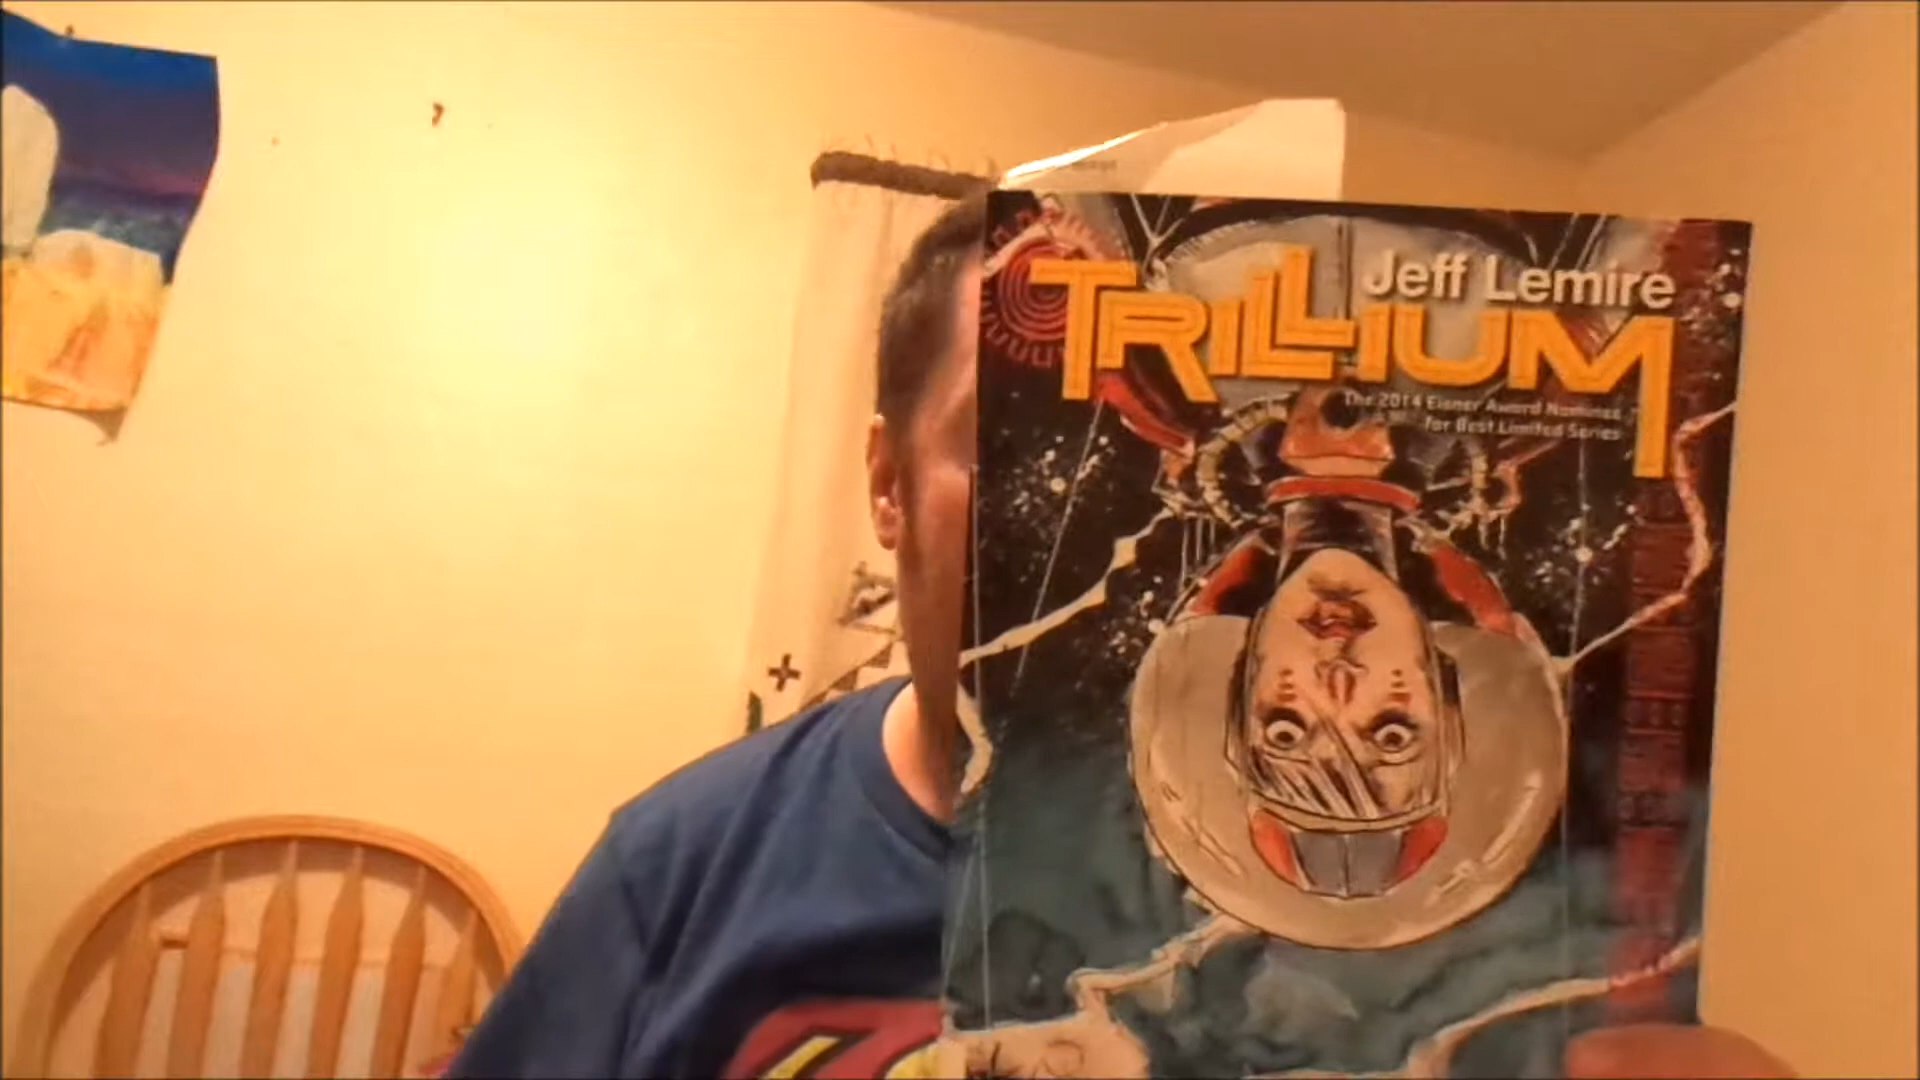 Jeff Lemire
TRILLIUM
The 2014 Eisner Award Nominee
for Best Limited Series